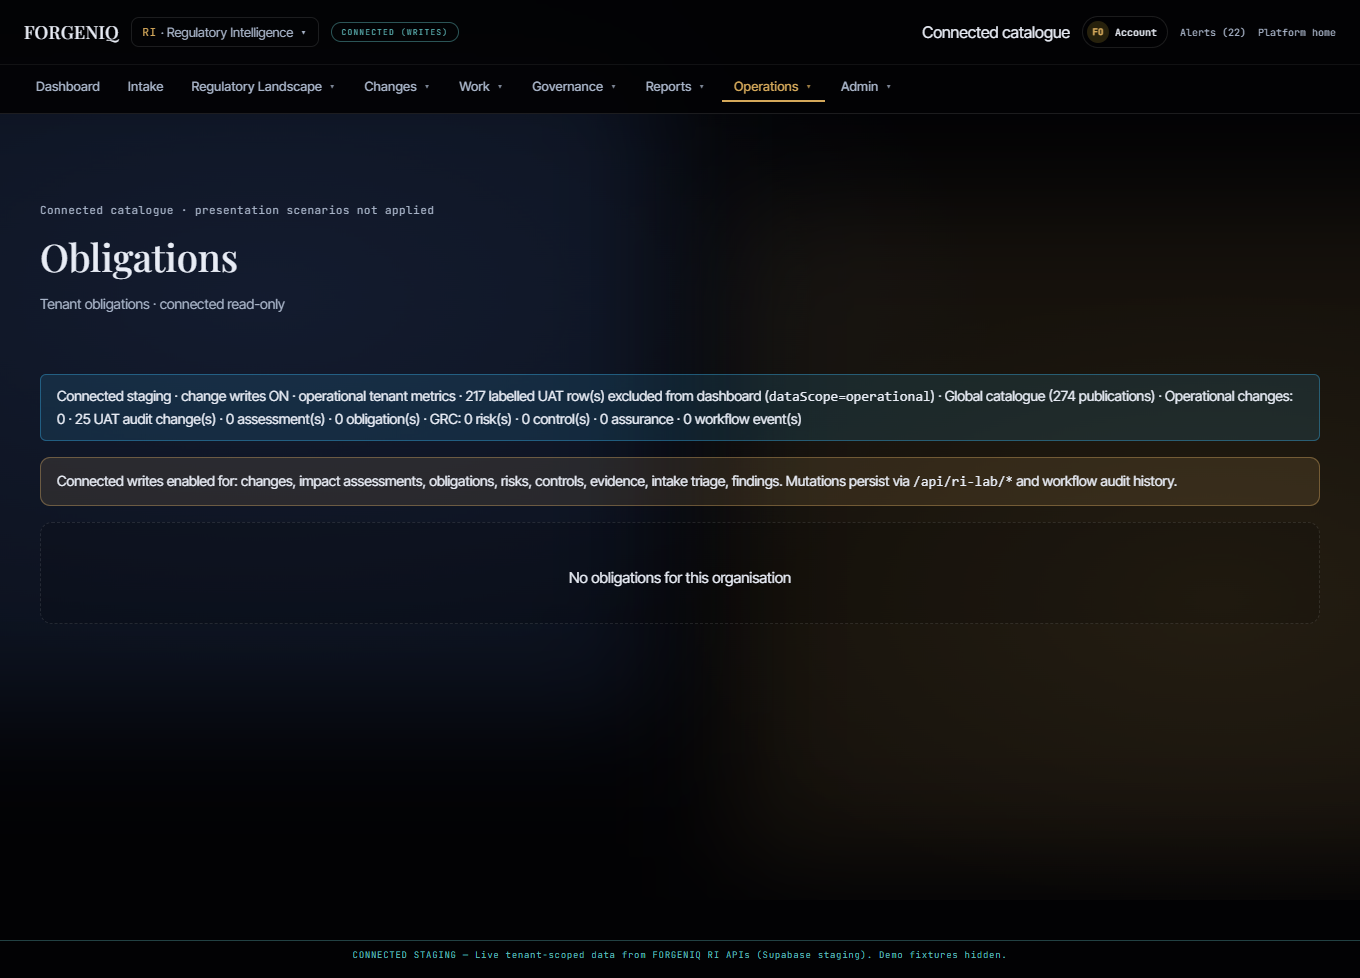 FORGENIQ
RI · Regulatory Intelligence
CONNECTED (WRITES)
Connected catalogue
FO Account
Alerts (22)
Platform home
Dashboard
Intake
Regulatory Landscape
Changes
Work
Governance
Reports
Operations
Admin
Connected catalogue · presentation scenarios not applied
Obligations
Tenant obligations · connected read-only
Connected staging · change writes ON · operational tenant metrics · 217 labelled UAT row(s) excluded from dashboard (dataScope=operational) · Global catalogue (274 publications) · Operational changes:
0 · 25 UAT audit change(s) · 0 assessment(s) · 0 obligation(s) · GRC: 0 risk(s) · 0 control(s) · 0 assurance · 0 workflow event(s)
Connected writes enabled for: changes, impact assessments, obligations, risks, controls, evidence, intake triage, findings. Mutations persist via /api/ri-lab/* and workflow audit history.
No obligations for this organisation
CONNECTED STAGING — Live tenant-scoped data from FORGENIQ RI APIs (Supabase staging). Demo fixtures hidden.